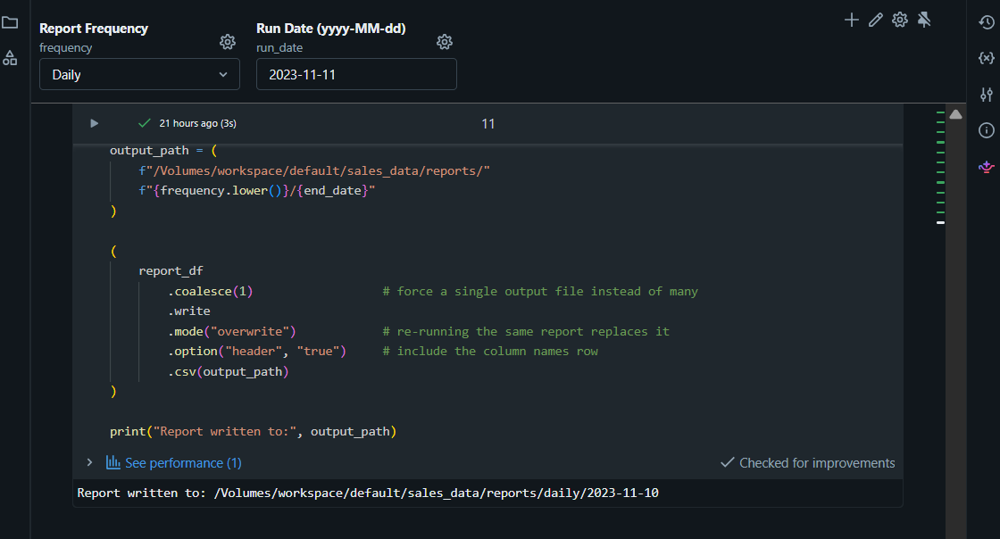 Report Frequency
frequency
Daily
Run Date (yyyy-MM-dd)
run_date
2023-11-11
21 hours ago (3s)
11
output_path = (
f"/Volumes/workspace/default/sales_data/reports/"
f"{frequency.lower()}/{end_date}"
)
(
report_df
.coalesce(1) # force a single output file instead of many
.write
.mode("overwrite") # re-running the same report replaces it
.option("header", "true") # include the column names row
.csv(output_path)
)
print("Report written to:", output_path)
See performance (1)
Checked for improvements
Report written to: /Volumes/workspace/default/sales_data/reports/daily/2023-11-10